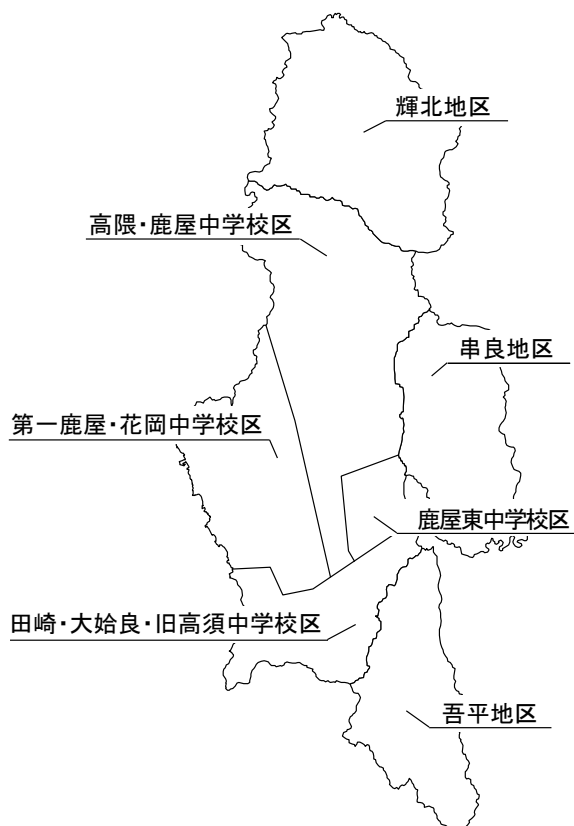 輝北地区
高隈・鹿屋中学校区
串良地区
第一鹿屋・花岡中学校区
鹿屋東中学校区
田崎・大姶良・旧高須中学校区
吾平地区